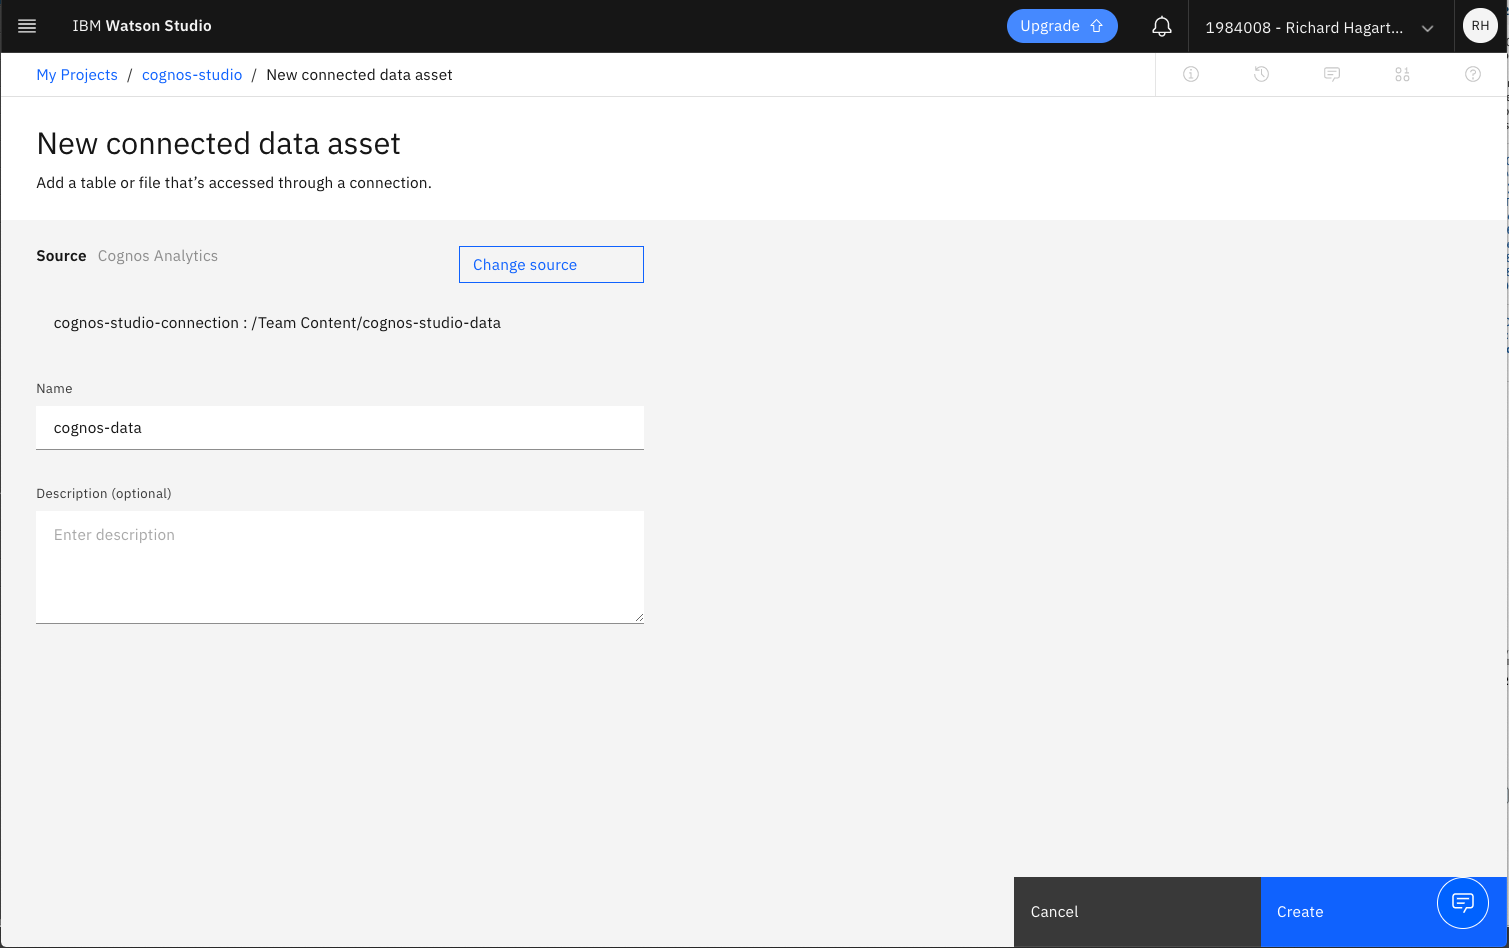 IBM Watson Studio
Upgrade
1984008 - Richard Hagart...
RH
My Projects / cognos-studio / New connected data asset
New connected data asset
Add a table or file that’s accessed through a connection.
Source Cognos Analytics
Change source
cognos-studio-connection : /Team Content/cognos-studio-data
Name
cognos-data
Description (optional)
Enter description
Cancel
Create